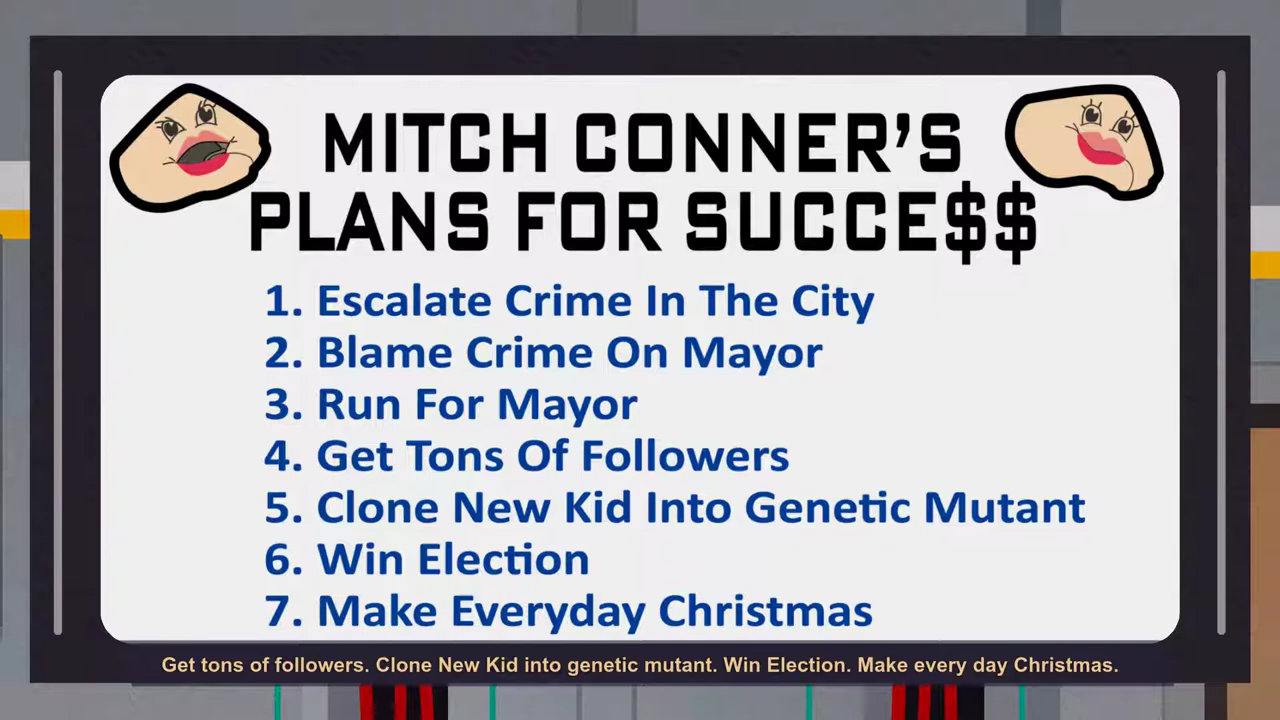 MITCH CONNER'S
PLANS FOR SUCCE$$
1. Escalate Crime In The City
2. Blame Crime On Mayor
3. Run For Mayor
4. Get Tons Of Followers
5. Clone New Kid Into Genetic Mutant
6. Win Election
7. Make Everyday Christmas
Get tons of followers. Clone New Kid into genetic mutant. Win Election. Make every day Christmas.